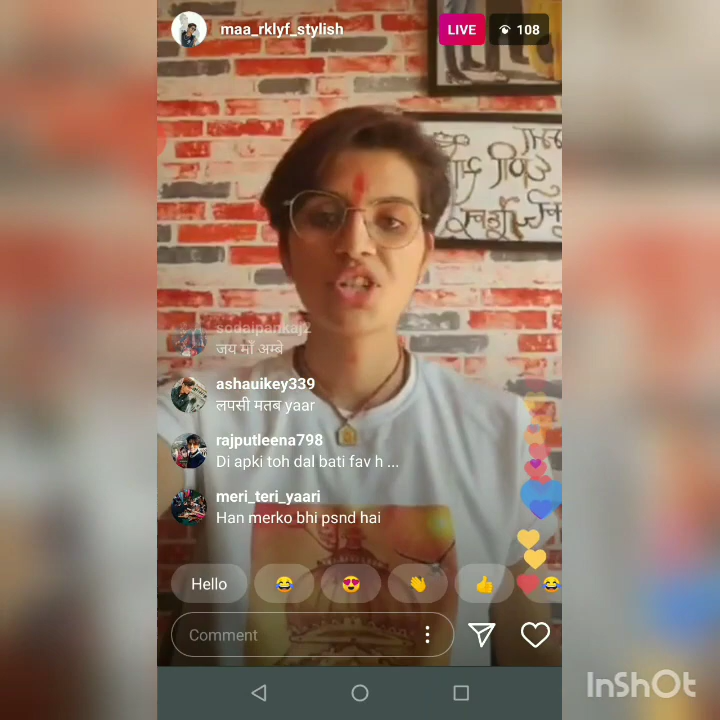 maa_rklyf_stylish
LIVE
108
sodaipankaj2
जय माँ अम्बे
ashauikey339
लपसी मतब yaar
rajputleena798
Di apki toh dal bati fav h ...
meri_teri_yaari
Han merko bhi psnd hai
Hello
Comment
InShOt